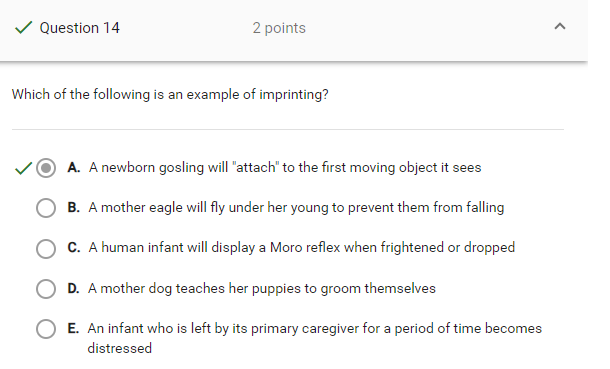 Question 14
2 points
Which of the following is an example of imprinting?
A. A newborn gosling will "attach" to the first moving object it sees
B. A mother eagle will fly under her young to prevent them from falling
C. A human infant will display a Moro reflex when frightened or dropped
D. A mother dog teaches her puppies to groom themselves
E. An infant who is left by its primary caregiver for a period of time becomes
distressed